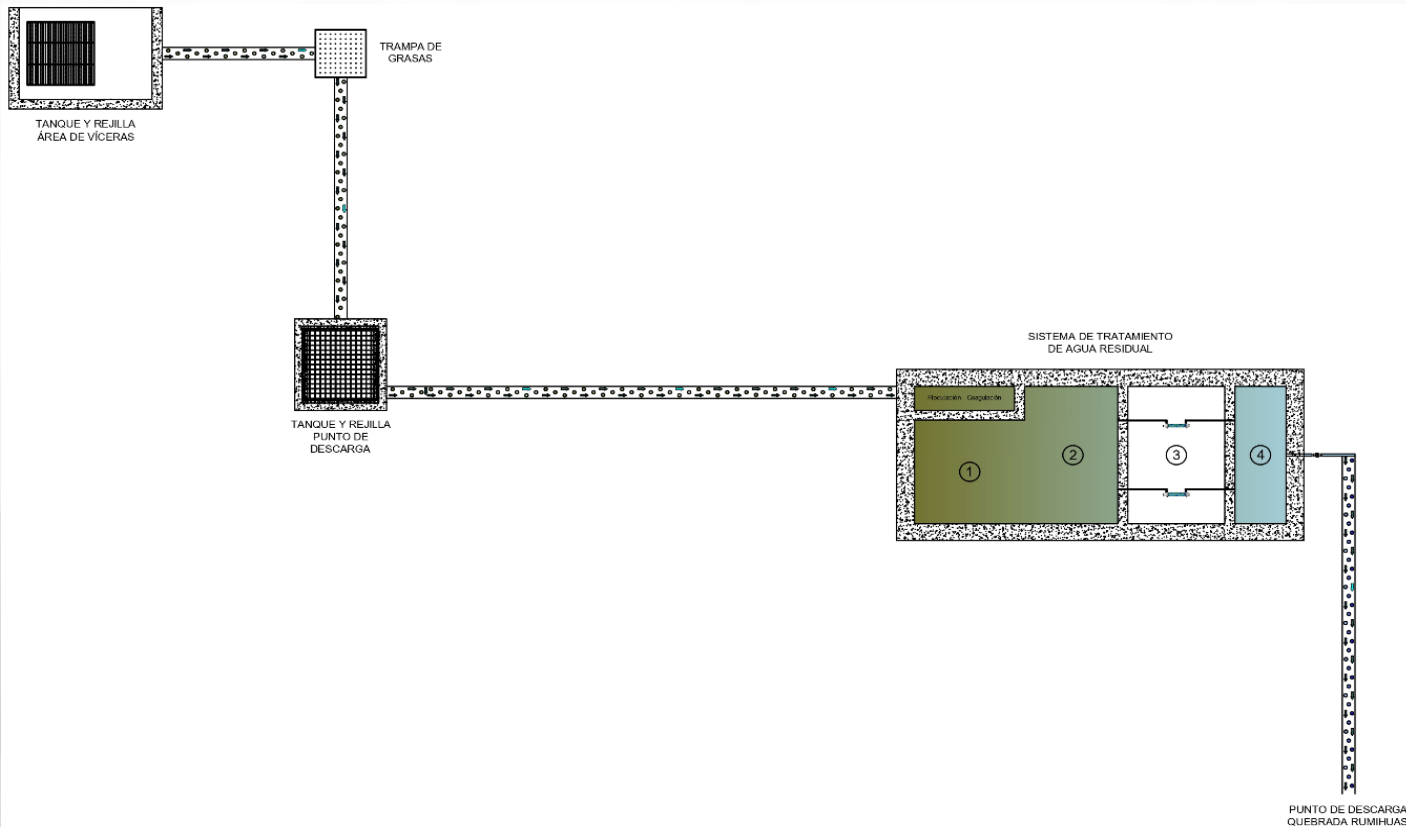 TRAMPA DE
GRASAS
TANQUE Y REJILLA
ÁREA DE VÍCERAS
SISTEMA DE TRATAMIENTO
DE AGUA RESIDUAL
Floculación Coagulación
TANQUE Y REJILLA
PUNTO DE
DESCARGA
1
2
3
4
PUNTO DE DESCARGA
QUEBRADA RUMIHUAS